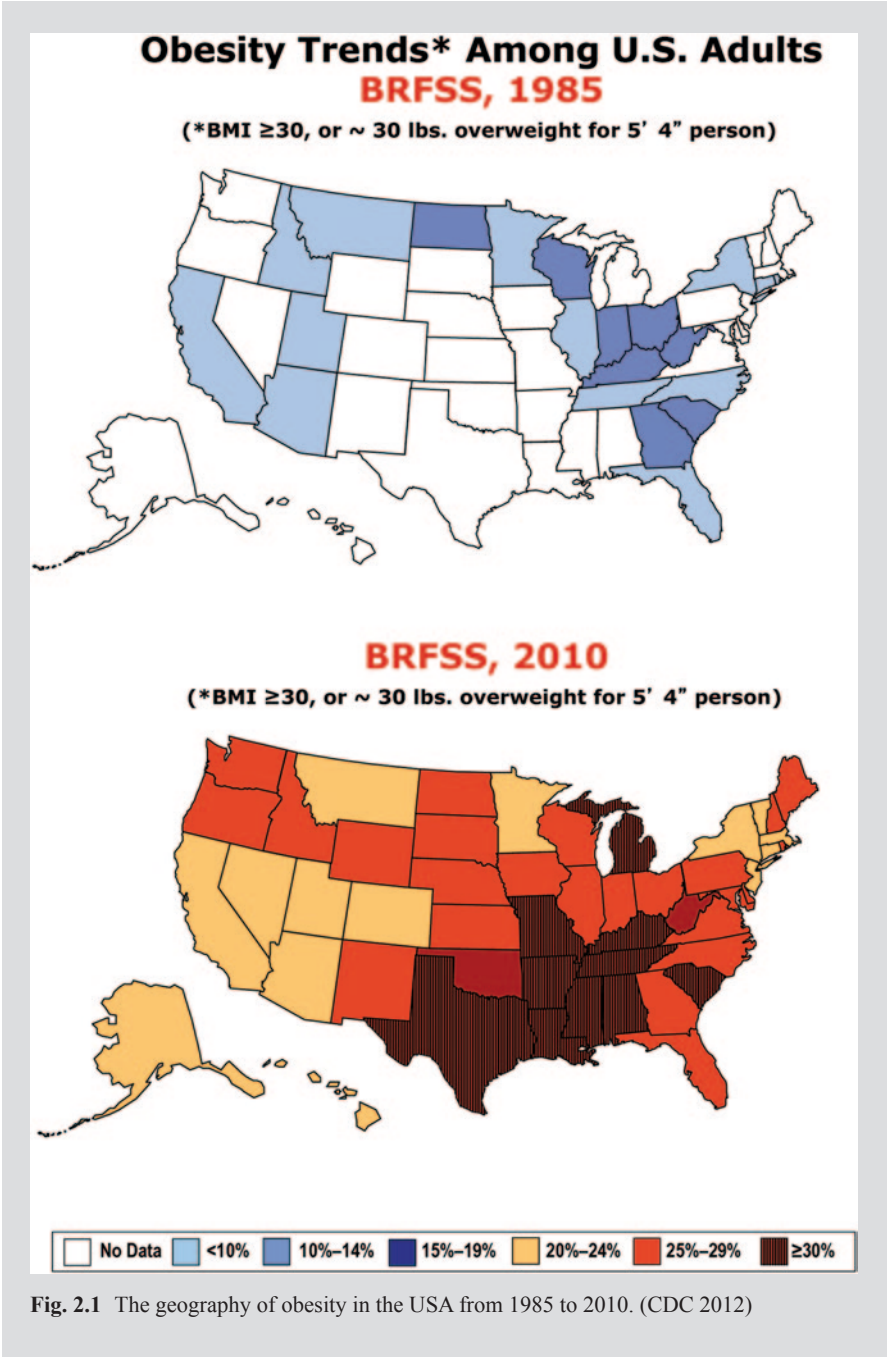 Obesity Trends* Among U.S. Adults
BRFSS, 1985
(*BMI ≥30, or ~ 30 lbs. overweight for 5’ 4” person)
BRFSS, 2010
(*BMI ≥30, or ~ 30 lbs. overweight for 5’ 4” person)
No Data <10% 10%–14% 15%–19% 20%–24% 25%–29% ≥30%
Fig. 2.1 The geography of obesity in the USA from 1985 to 2010. (CDC 2012)